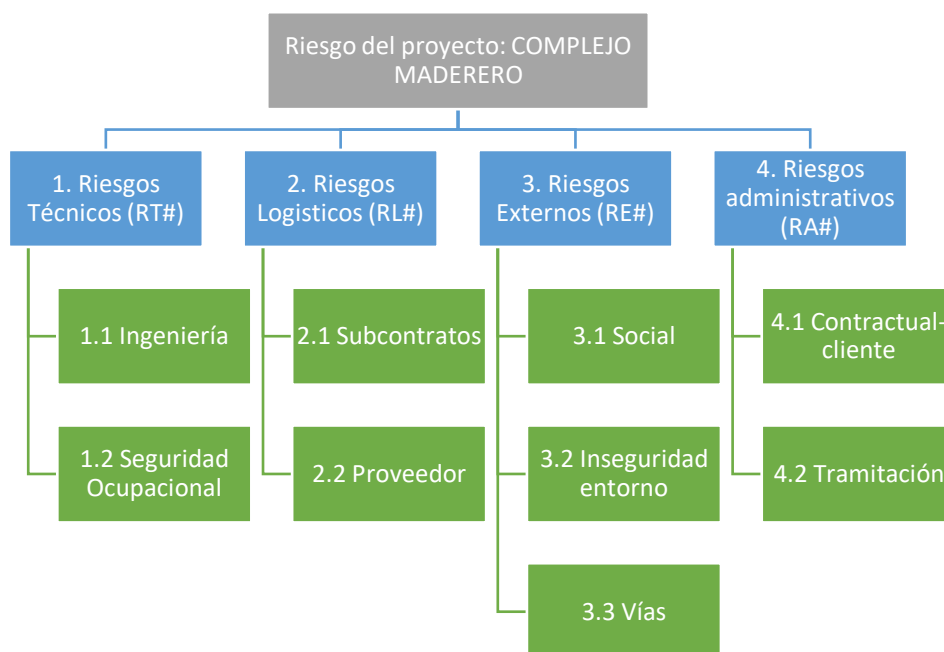 Riesgo del proyecto: COMPLEJO
MADERERO
1. Riesgos
Técnicos (RT#)
2. Riesgos
Logisticos (RL#)
3. Riesgos
Externos (RE#)
4. Riesgos
administrativos
(RA#)
1.1 Ingeniería
2.1 Subcontratos
3.1 Social
4.1 Contractual-
cliente
1.2 Seguridad
Ocupacional
2.2 Proveedor
3.2 Inseguridad
entorno
4.2 Tramitación
3.3 Vías